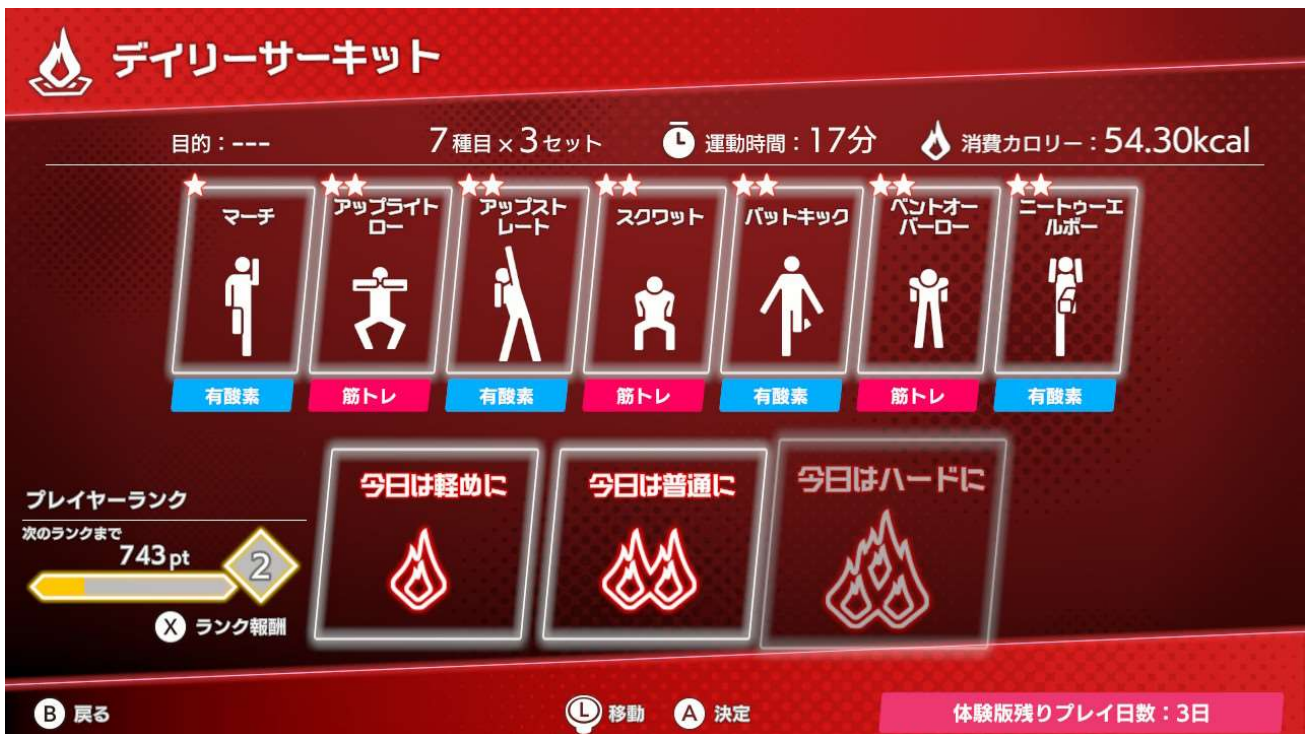 デイリーサーキット
目的：--- 7種目×3セット 運動時間：17分 消費カロリー：54.30kcal
マーチ
有酸素
アップライト
ロー
筋トレ
アップスト
レート
有酸素
スクワット
筋トレ
バットキック
有酸素
ベントオー
バーロー
筋トレ
ニートゥーエ
ルボー
有酸素
プレイヤーランク
次のランクまで
743pt
2
X ランク報酬
今日は軽めに
今日は普通に
今日はハードに
B 戻る
L 移動 A 決定
体験版残りプレイ日数：3日